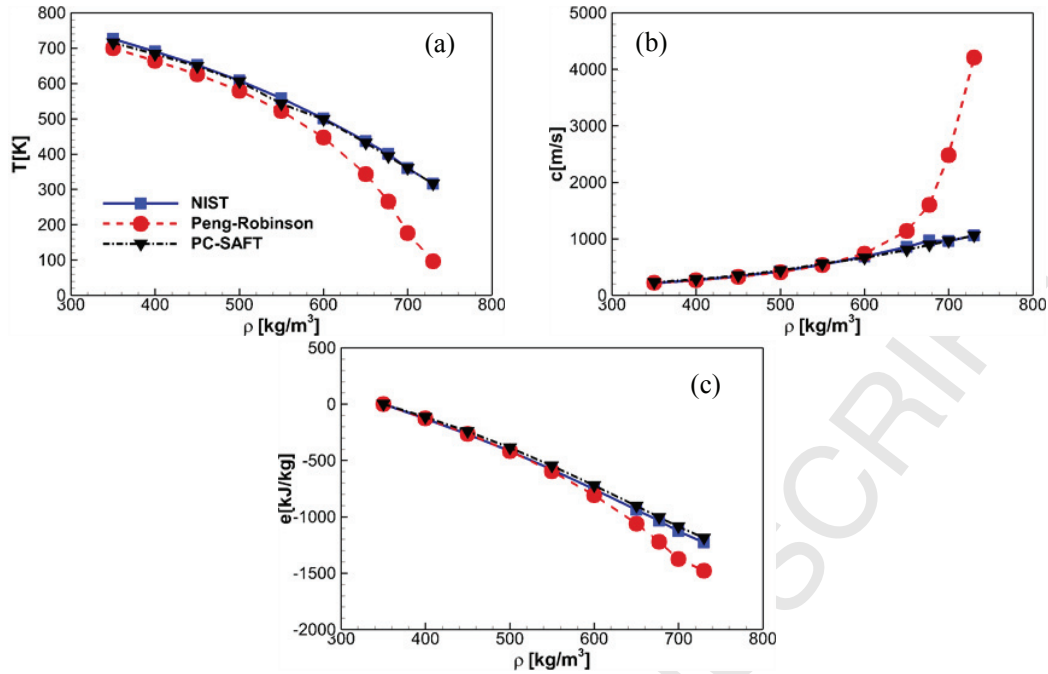 800
700
600
500
400
300
200
100
0
T[K]
(a)
NIST
Peng-Robinson
PC-SAFT
300 400 500 600 700 800
ρ [kg/m³]
5000
4000
3000
2000
1000
0
c[m/s]
(b)
300 400 500 600 700 800
ρ [kg/m³]
500
0
-500
-1000
-1500
-2000
e[kJ/kg]
(c)
300 400 500 600 700 800
ρ [kg/m³]